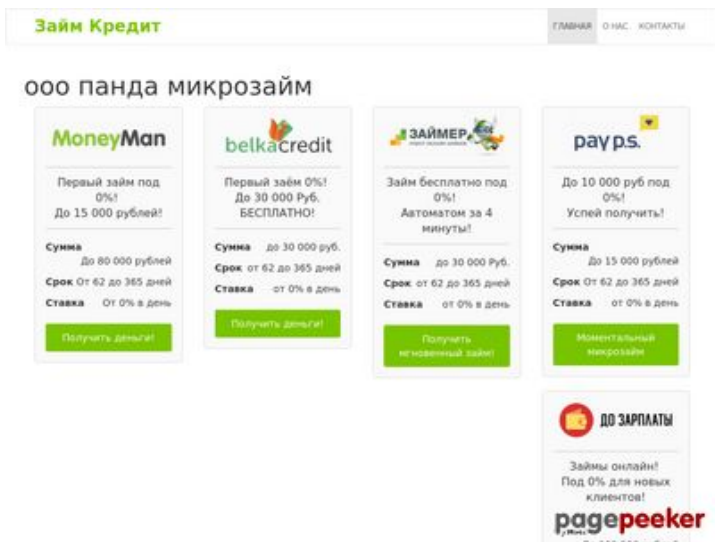 Займ Кредит
ГЛАВНАЯ О НАС КОНТАКТЫ
ооо панда микрозайм
MoneyMan
Первый займ под
0%!
До 15 000 рублей!
Сумма
До 80 000 рублей
Срок От 62 до 365 дней
Ставка От 0% в день
Получить деньги!
belkacredit
Первый заём 0%!
До 30 000 Руб.
БЕСПЛАТНО!
Сумма до 30 000 руб.
Срок от 62 до 365 дней
Ставка от 0% в день
Получить деньги!
ЗАЙМЕР
Займ бесплатно под
0%!
Автоматом за 4
минуты!
Сумма до 30 000 Руб.
Срок от 62 до 365 дней
Ставка от 0% в день
Получить
мгновенный займ!
pay p.s.
До 10 000 руб под
0%!
Успей получить!
Сумма
До 15 000 рублей
Срок От 62 до 365 дней
Ставка от 0% в день
Моментальный
микрозайм
ДО ЗАРПЛАТЫ
Займы онлайн!
Под 0% для новых
клиентов!
pagepeeker